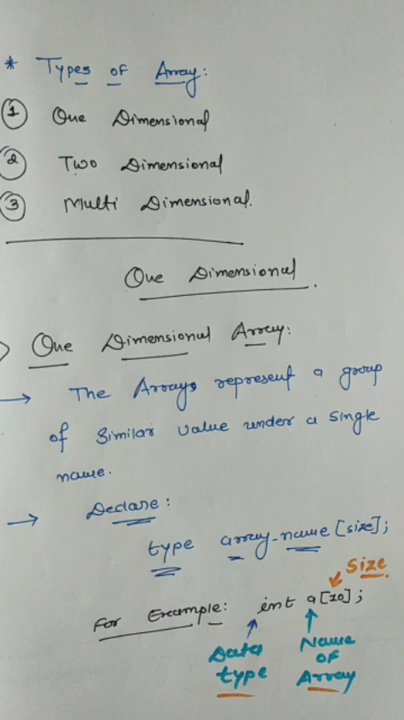 * Types of Array:
① One Dimensional
② Two Dimensional
③ Multi Dimensional.
One Dimensional.
One Dimensional Array:
→ The Arrays represent a group
of Similar value under a single
name.
→ Declare:
type array-name [size];
Size
For Example: int a[10];
Data Name
type of
Array